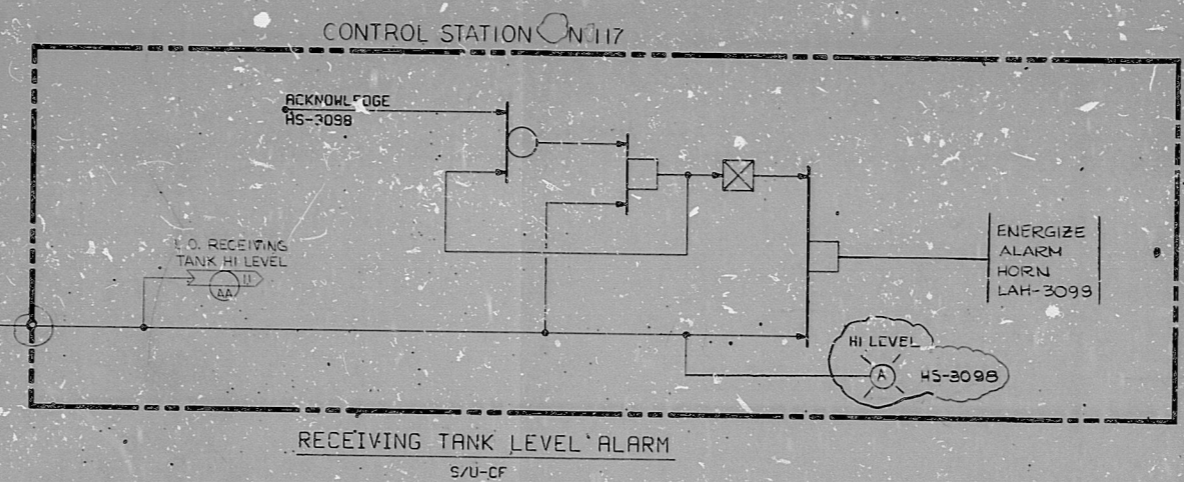 CONTROL STATION N 117
ACKNOWLEDGE
HS-3098
L.O. RECEIVING
TANK HI LEVEL
AA
ENERGIZE
ALARM
HORN
LAH-3099
HI LEVEL
A
HS-3098
RECEIVING TANK LEVEL ALARM
S/U-CF